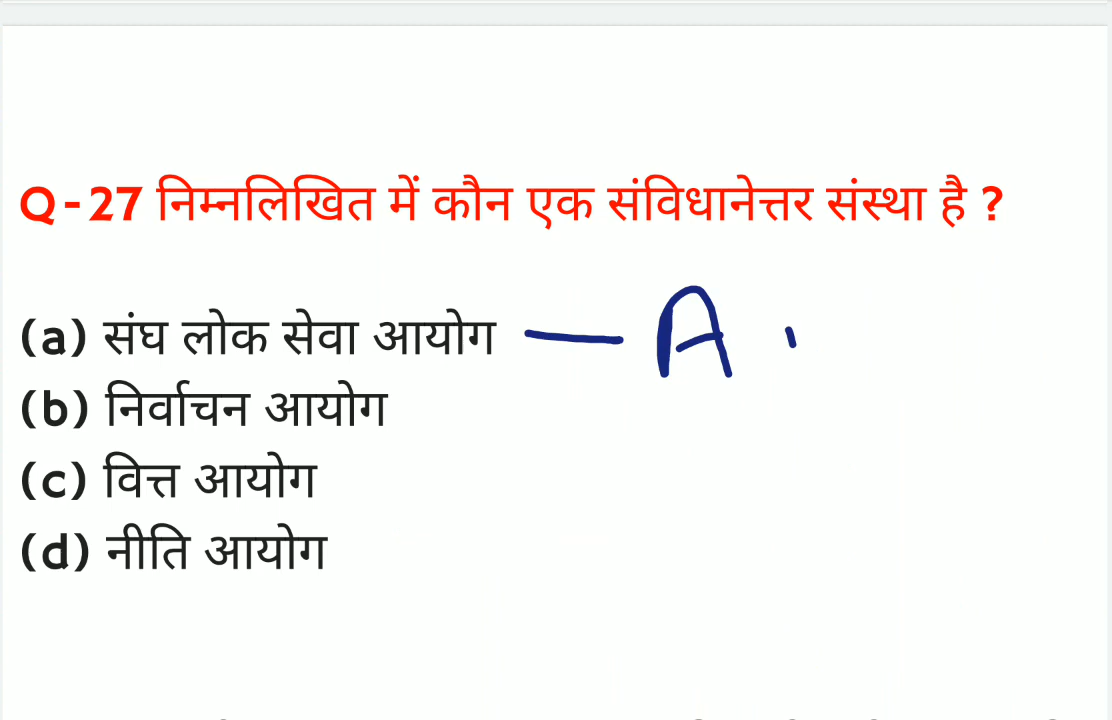 Q-27 निम्नलिखित में कौन एक संविधानेत्तर संस्था है ?
(a) संघ लोक सेवा आयोग — A .
(b) निर्वाचन आयोग
(c) वित्त आयोग
(d) नीति आयोग